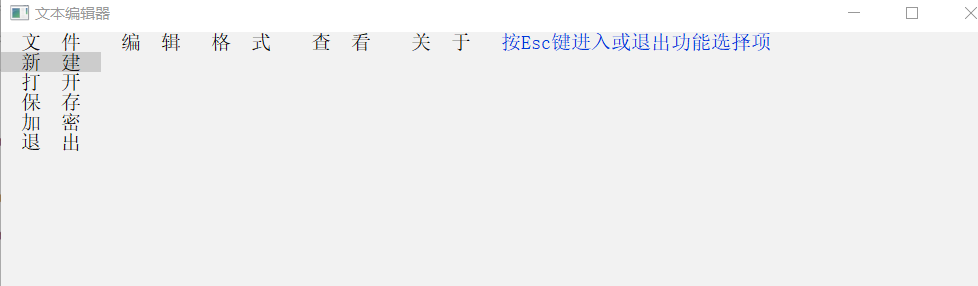 文本编辑器
文 件 编 辑 格 式 查 看 关 于 按Esc键进入或退出功能选择项
新 建
打 开
保 存
加 密
退 出